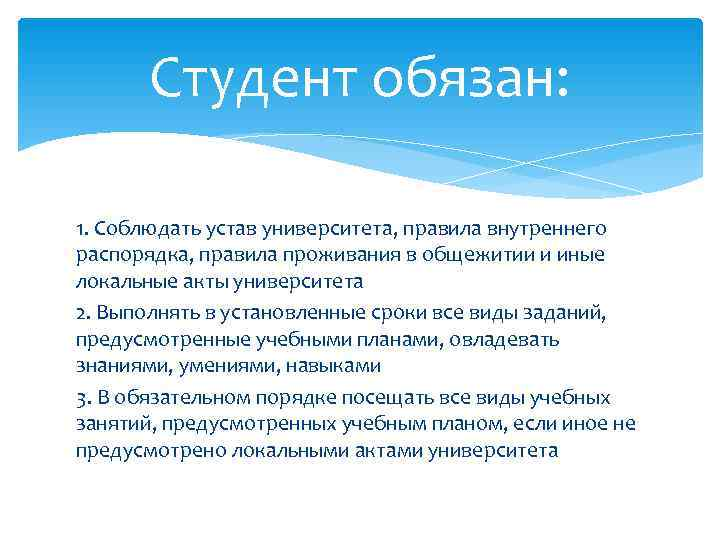 Студент обязан:
1. Соблюдать устав университета, правила внутреннего
распорядка, правила проживания в общежитии и иные
локальные акты университета
2. Выполнять в установленные сроки все виды заданий,
предусмотренные учебными планами, овладевать
знаниями, умениями, навыками
3. В обязательном порядке посещать все виды учебных
занятий, предусмотренных учебным планом, если иное не
предусмотрено локальными актами университета